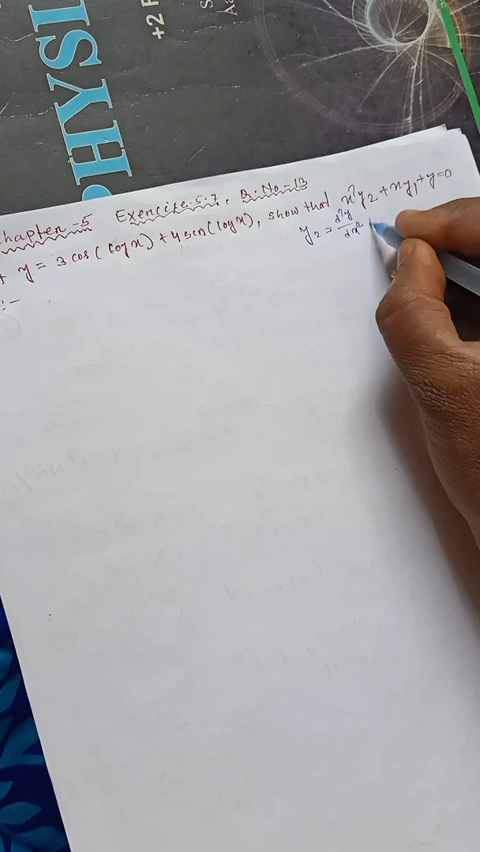 PHYSI
+2
Chapter-5 Exercise:5.7, Q.No-13
y = 3 cos(log x) + 4 sin(log x), show that x²y₂ + xy₁ + y = 0
y₂ = d²y/dx²
:-